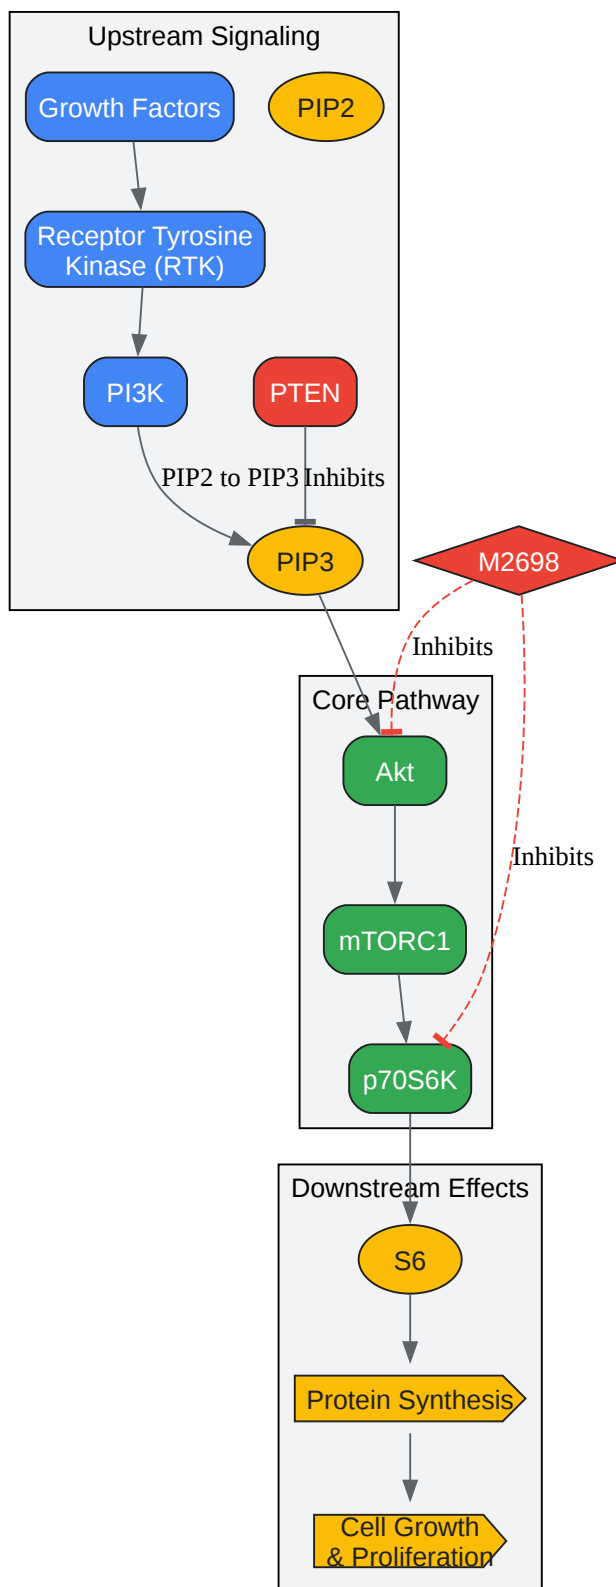 Upstream Signaling
Growth Factors
PIP2
Receptor Tyrosine
Kinase (RTK)
PI3K
PTEN
PIP2 to PIP3
Inhibits
PIP3
M2698
Inhibits
Core Pathway
Akt
Inhibits
mTORC1
p70S6K
Downstream Effects
S6
Protein Synthesis
Cell Growth
& Proliferation